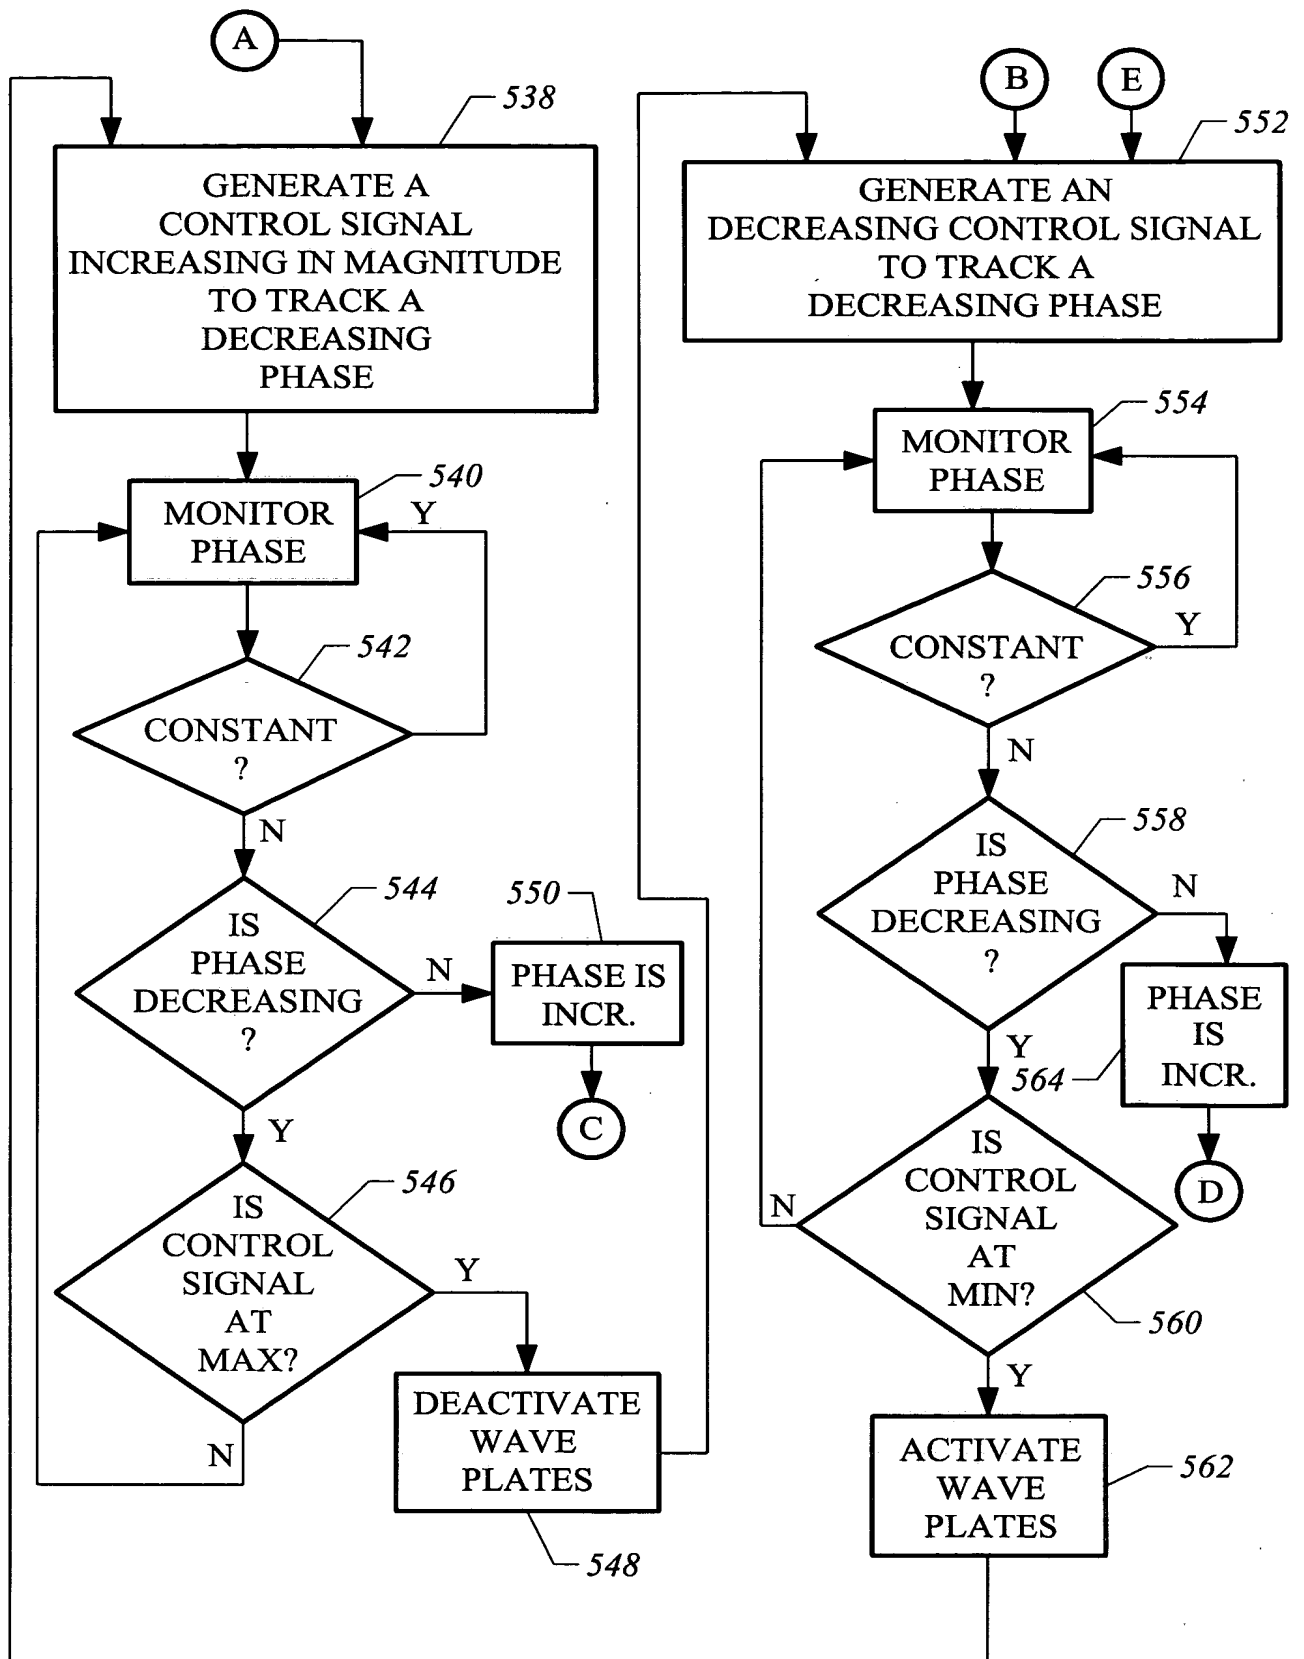 A
538
GENERATE A
CONTROL SIGNAL
INCREASING IN MAGNITUDE
TO TRACK A
DECREASING
PHASE
540
MONITOR
PHASE
Y
542
CONSTANT
?
N
544
IS
PHASE
DECREASING
?
N
550
PHASE IS
INCR.
C
Y
546
IS
CONTROL
SIGNAL
AT
MAX?
Y
N
DEACTIVATE
WAVE
PLATES
548
B
E
552
GENERATE AN
DECREASING CONTROL SIGNAL
TO TRACK A
DECREASING PHASE
554
MONITOR
PHASE
556
CONSTANT
?
Y
N
558
IS
PHASE
DECREASING
?
N
PHASE
IS
INCR.
564
D
Y
IS
CONTROL
SIGNAL
AT
MIN?
N
560
Y
ACTIVATE
WAVE
PLATES
562